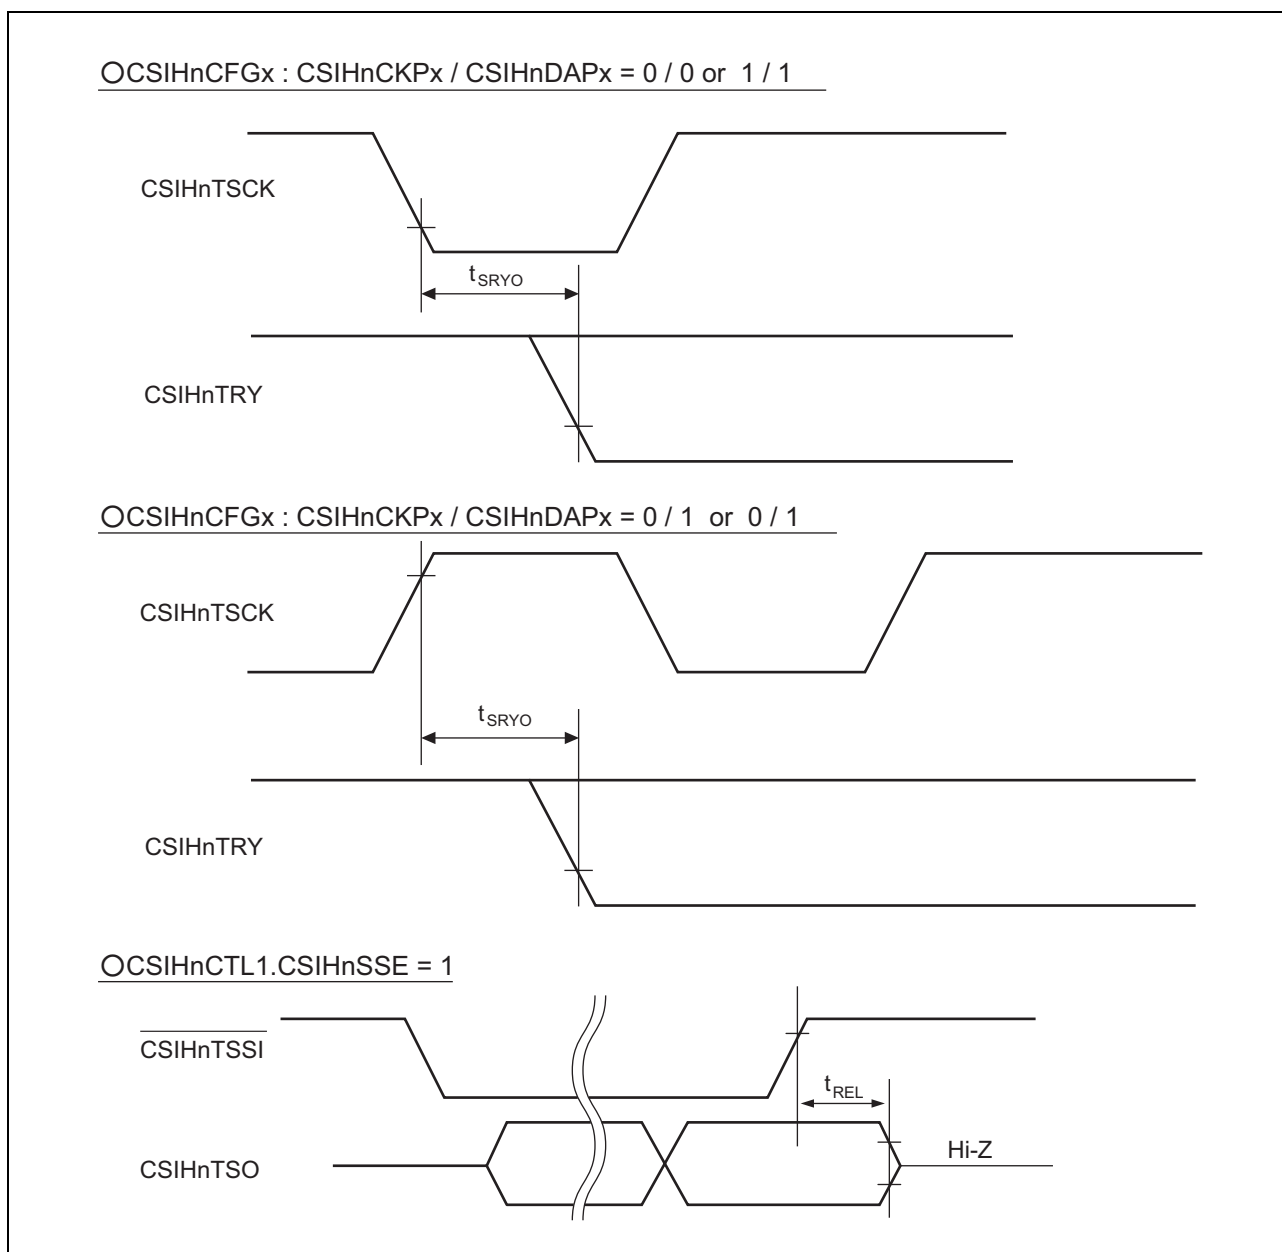 ○CSIHnCFGx : CSIHnCKPx / CSIHnDAPx = 0 / 0 or 1 / 1
CSIHnTSCK
tSRYO
CSIHnTRY
○CSIHnCFGx : CSIHnCKPx / CSIHnDAPx = 0 / 1 or 0 / 1
CSIHnTSCK
tSRYO
CSIHnTRY
○CSIHnCTL1.CSIHnSSE = 1
CSIHnTSSI
tREL
Hi-Z
CSIHnTSO